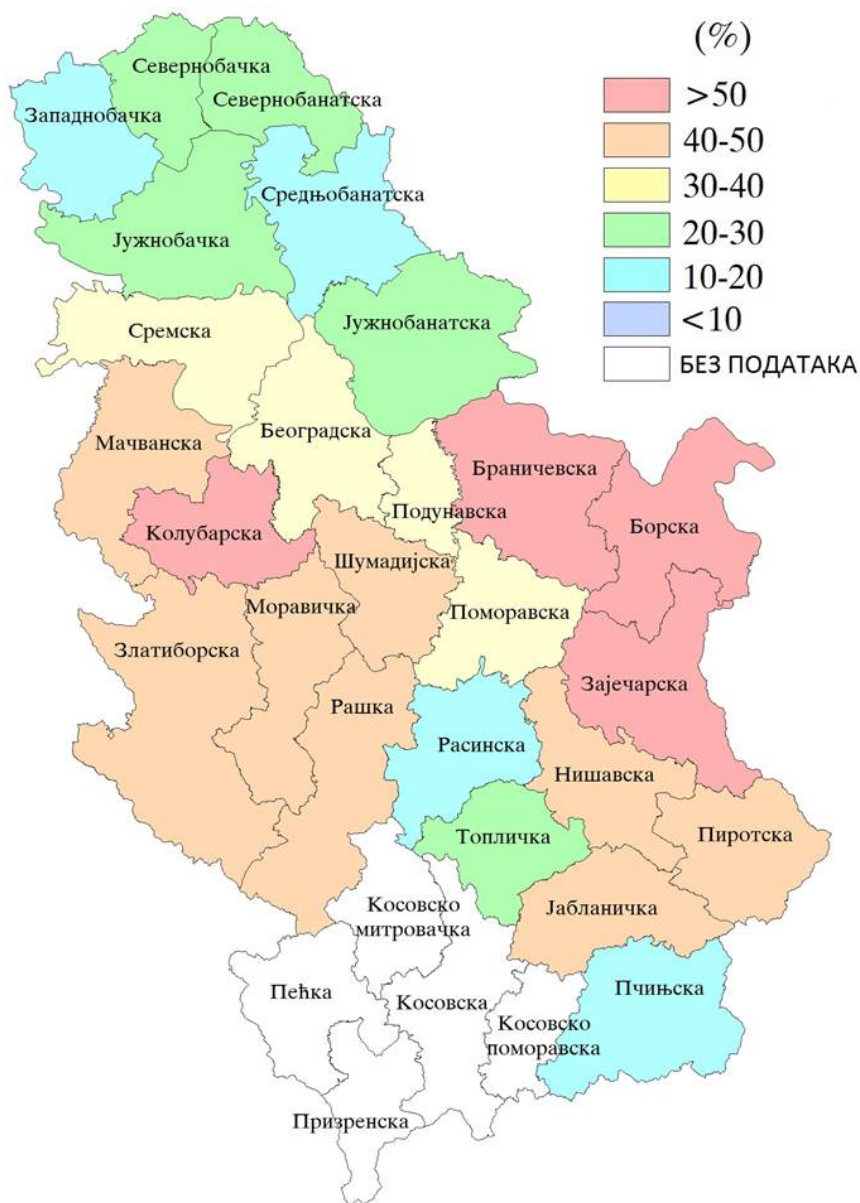 (%)
>50
40-50
30-40
20-30
10-20
<10
БЕЗ ПОДАТАКА
Севернобачка
Севернобанатска
Западнобачка
Средњобанатска
Јужнобачка
Јужнобанатска
Сремска
Београдска
Мачванска
Браничевска
Подунавска
Борска
Колубарска
Шумадијска
Моравичка
Поморавска
Златиборска
Зајечарска
Рашка
Расинска
Нишавска
Топличка
Пиротска
Јабланичка
Косовско
митровачка
Пећка
Косовска
Пчињска
Косовско
поморавска
Призренска